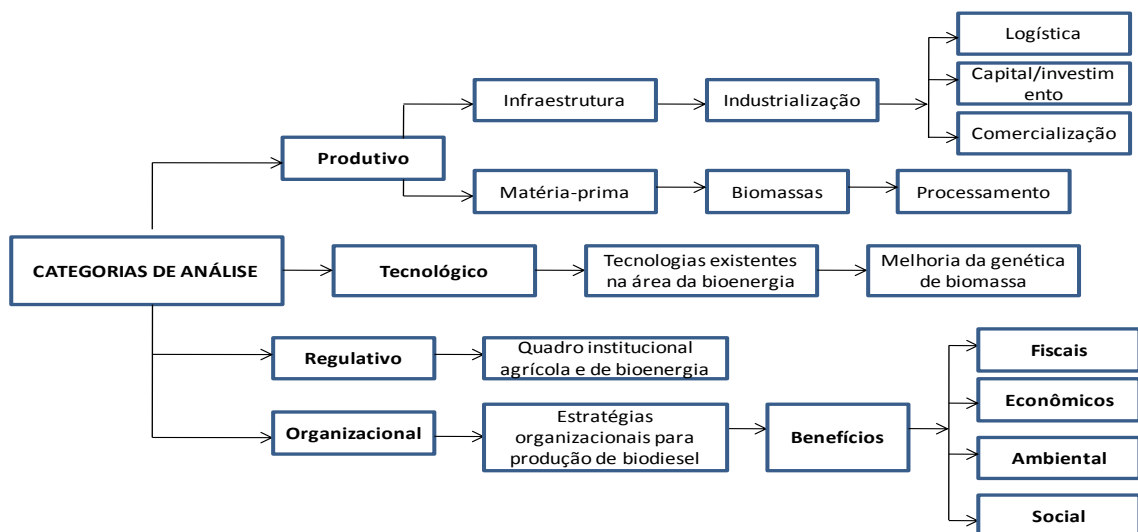 Logística
Capital/investim
ento
Comercialização
Infraestrutura
Industrialização
Produtivo
Matéria-prima
Biomassas
Processamento
CATEGORIAS DE ANÁLISE
Tecnológico
Tecnologias existentes
na área da bioenergia
Melhoria da genética
de biomassa
Regulativo
Quadro institucional
agrícola e de bioenergia
Organizacional
Estratégias
organizacionais para
produção de biodiesel
Benefícios
Fiscais
Econômicos
Ambiental
Social